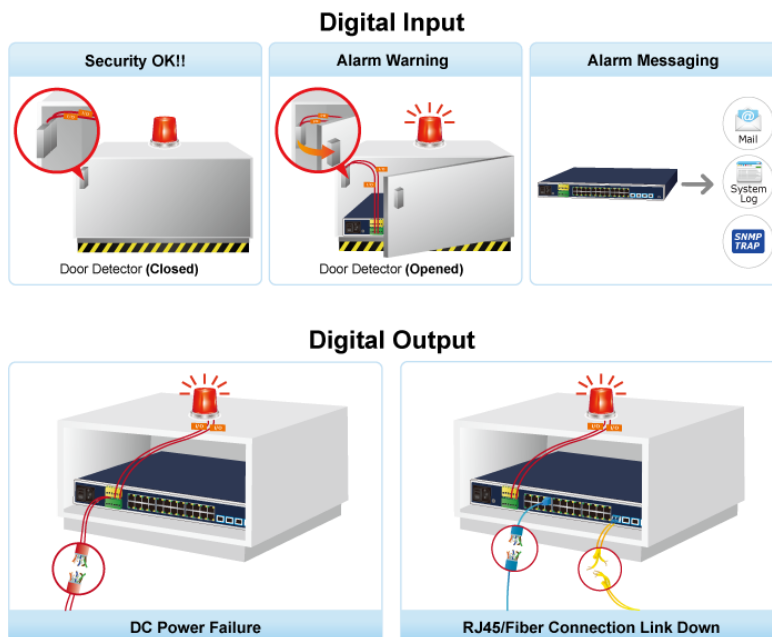 Digital Input
Security OK!!
Alarm Warning
Alarm Messaging
Mail
System
Log
SNMP
TRAP
Door Detector (Closed)
Door Detector (Opened)
Digital Output
I/O
I/O
I/O
I/O
DC Power Failure
RJ45/Fiber Connection Link Down